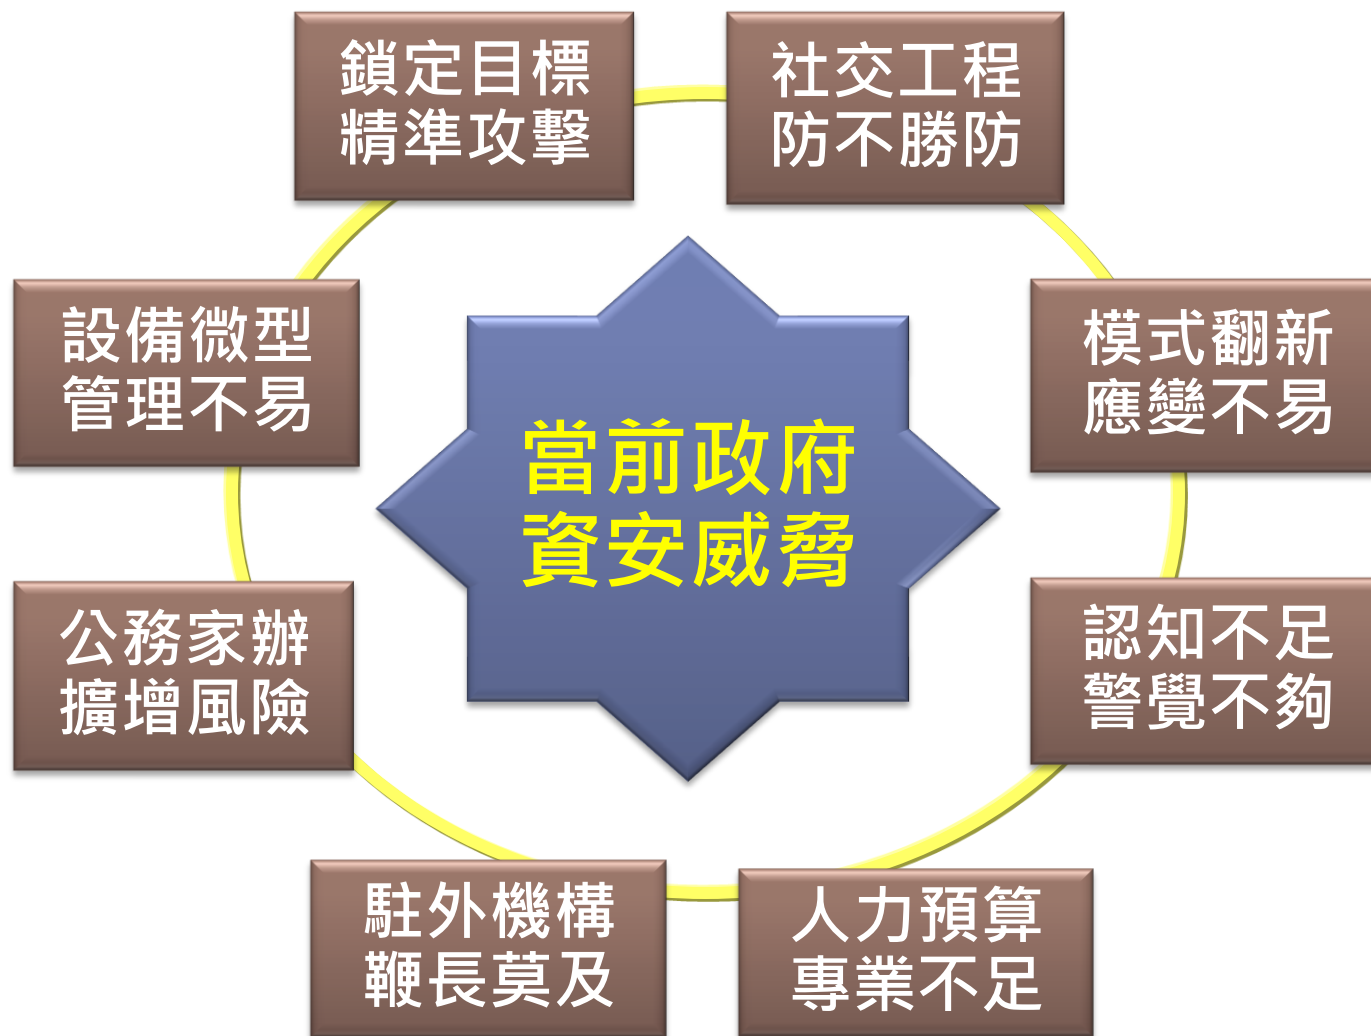 鎖定目標
精準攻擊
社交工程
防不勝防
設備微型
管理不易
模式翻新
應變不易
當前政府
資安威脅
公務家辦
擴增風險
認知不足
警覺不夠
駐外機構
鞭長莫及
人力預算
專業不足